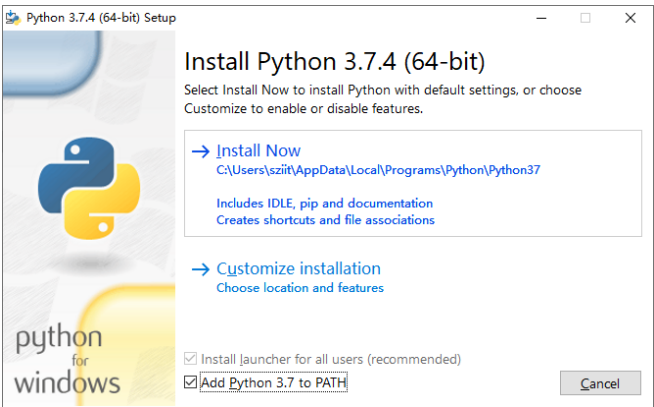 Python 3.7.4 (64-bit) Setup
Install Python 3.7.4 (64-bit)
Select Install Now to install Python with default settings, or choose
Customize to enable or disable features.
Install Now
C:\Users\sziit\AppData\Local\Programs\Python\Python37
Includes IDLE, pip and documentation
Creates shortcuts and file associations
Customize installation
Choose location and features
python
for
windows
Install launcher for all users (recommended)
Add Python 3.7 to PATH
Cancel